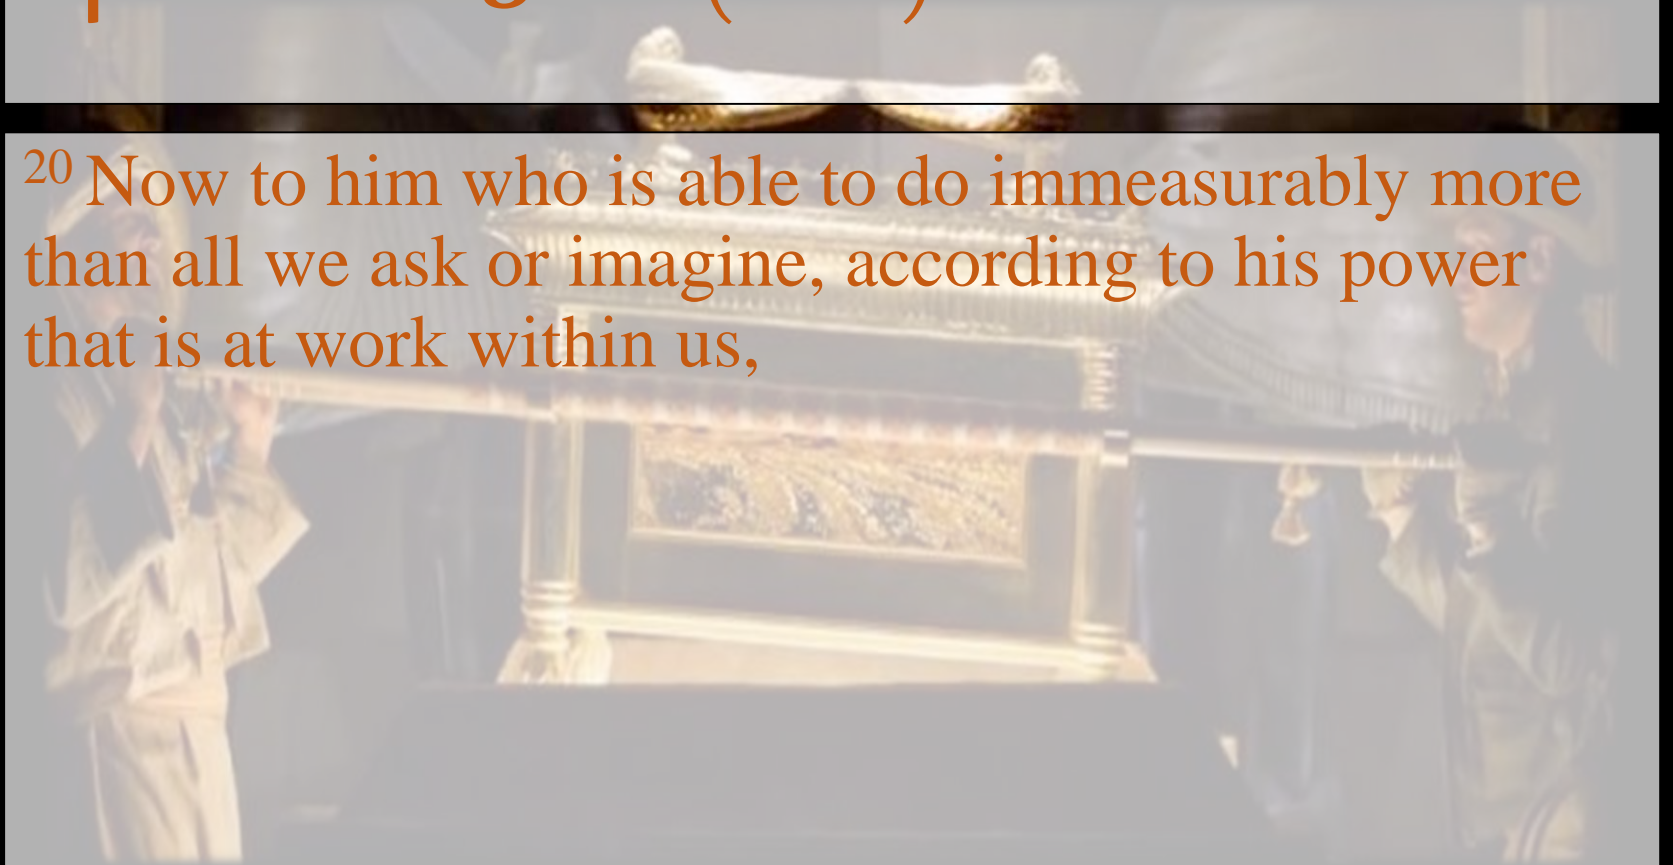 20 Now to him who is able to do immeasurably more
than all we ask or imagine, according to his power
that is at work within us,